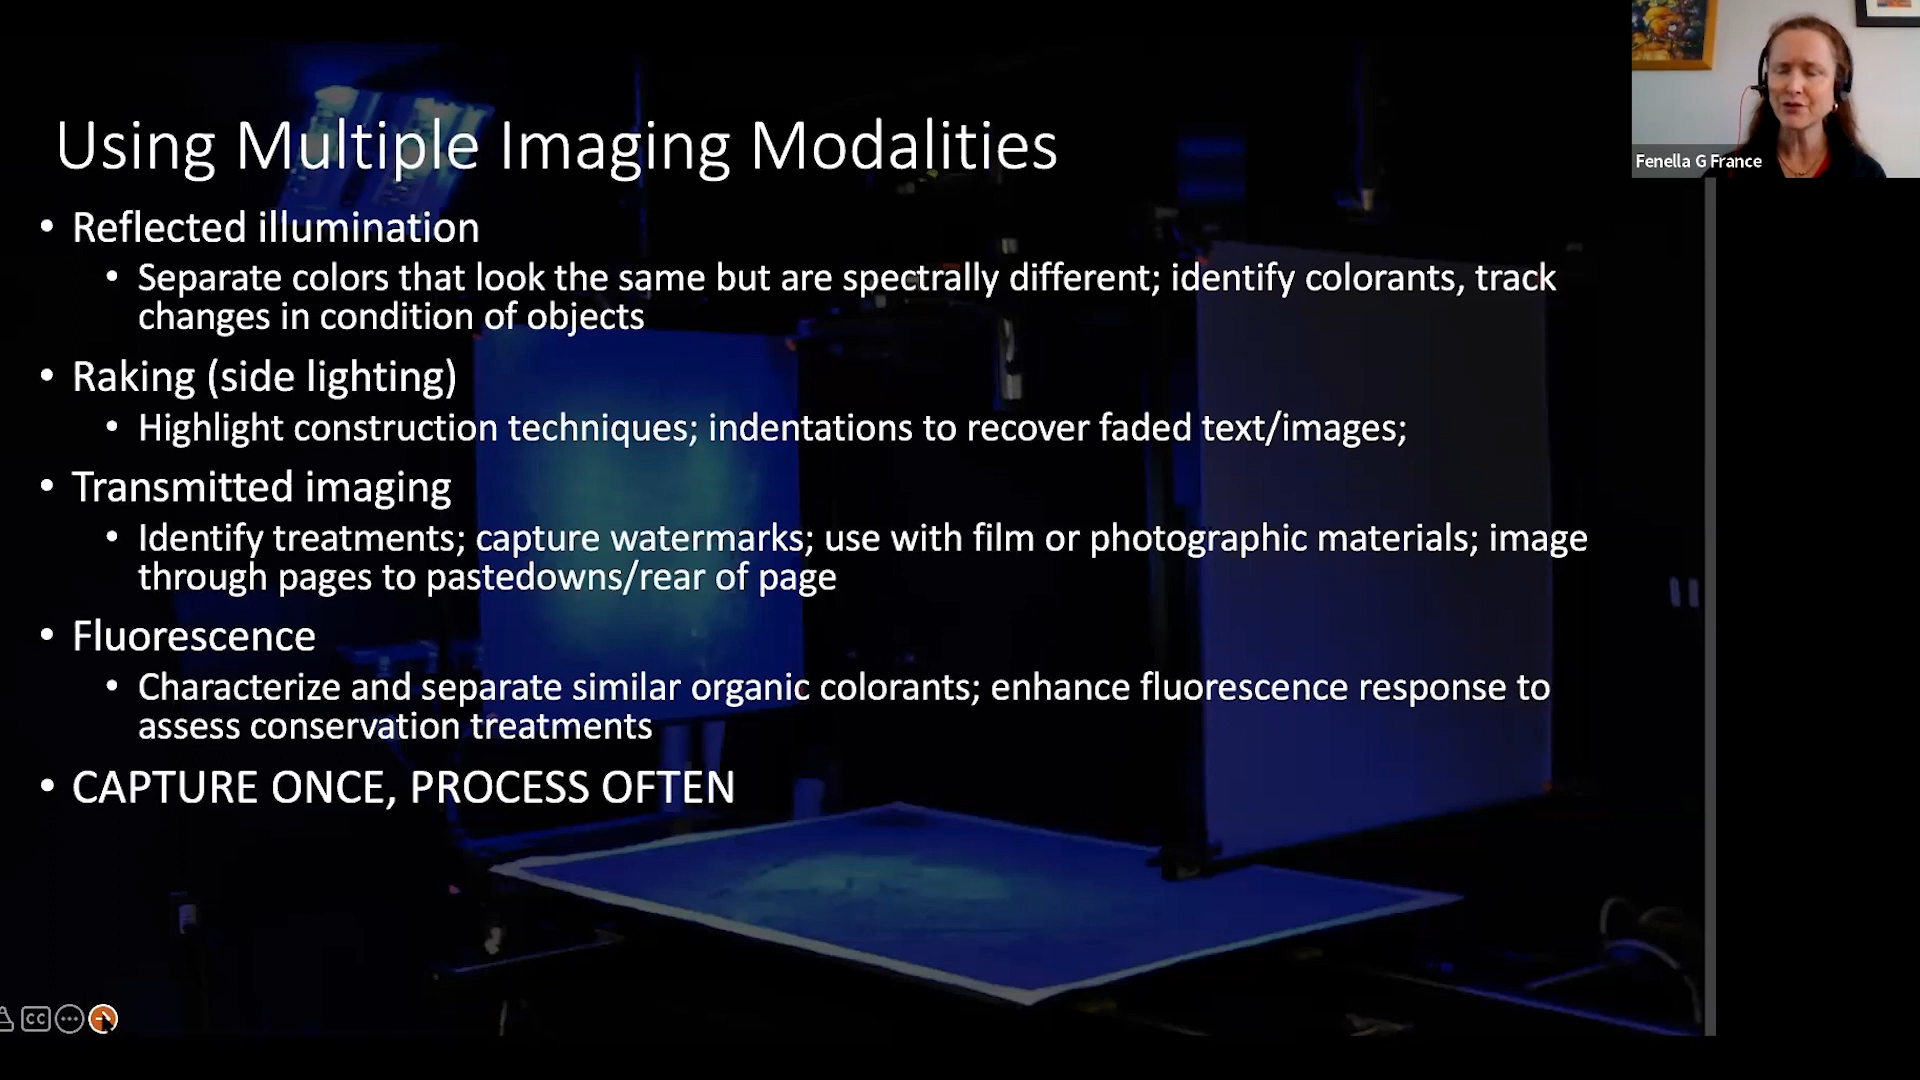 Using Multiple Imaging Modalities
• Reflected illumination
• Separate colors that look the same but are spectrally different; identify colorants, track
changes in condition of objects
• Raking (side lighting)
• Highlight construction techniques; indentations to recover faded text/images;
• Transmitted imaging
• Identify treatments; capture watermarks; use with film or photographic materials; image
through pages to pastedowns/rear of page
• Fluorescence
• Characterize and separate similar organic colorants; enhance fluorescence response to
assess conservation treatments
• CAPTURE ONCE, PROCESS OFTEN
Fenella G France
CC